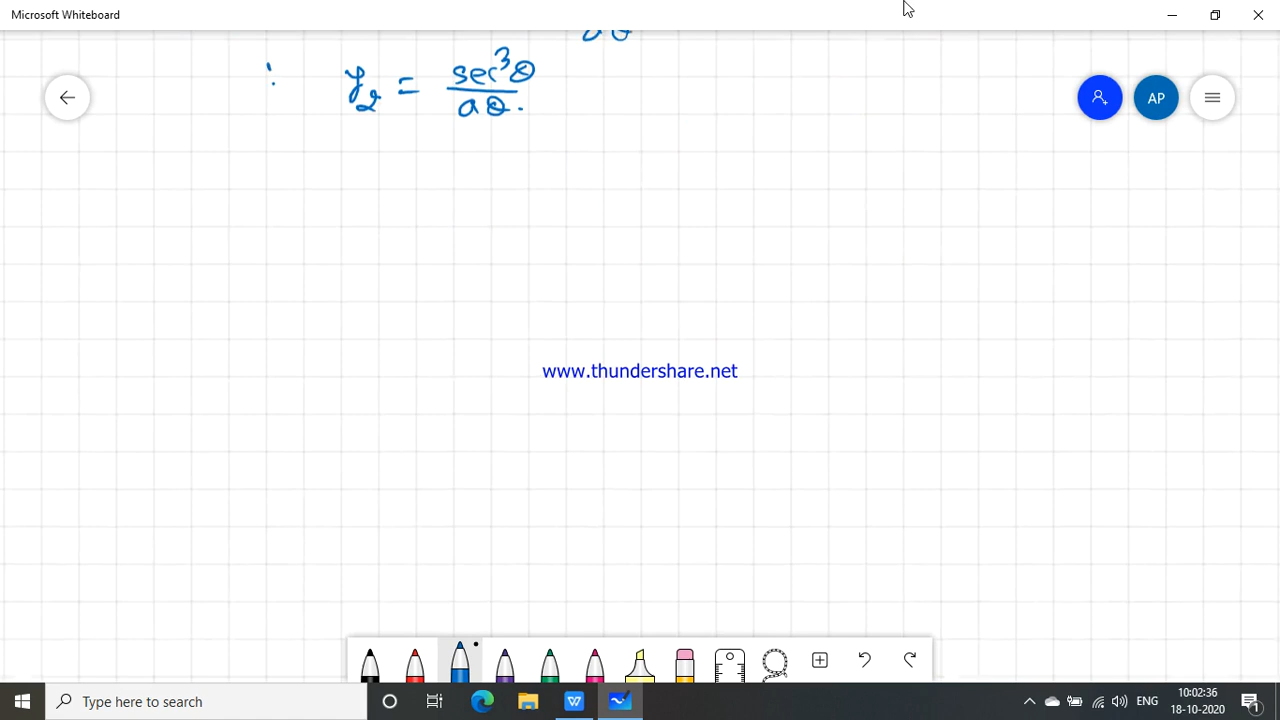 Microsoft Whiteboard
∴ y₂ = sec³θ / aθ.
AP
www.thundershare.net
Type here to search
W
ENG
10:02:36
18-10-2020
1